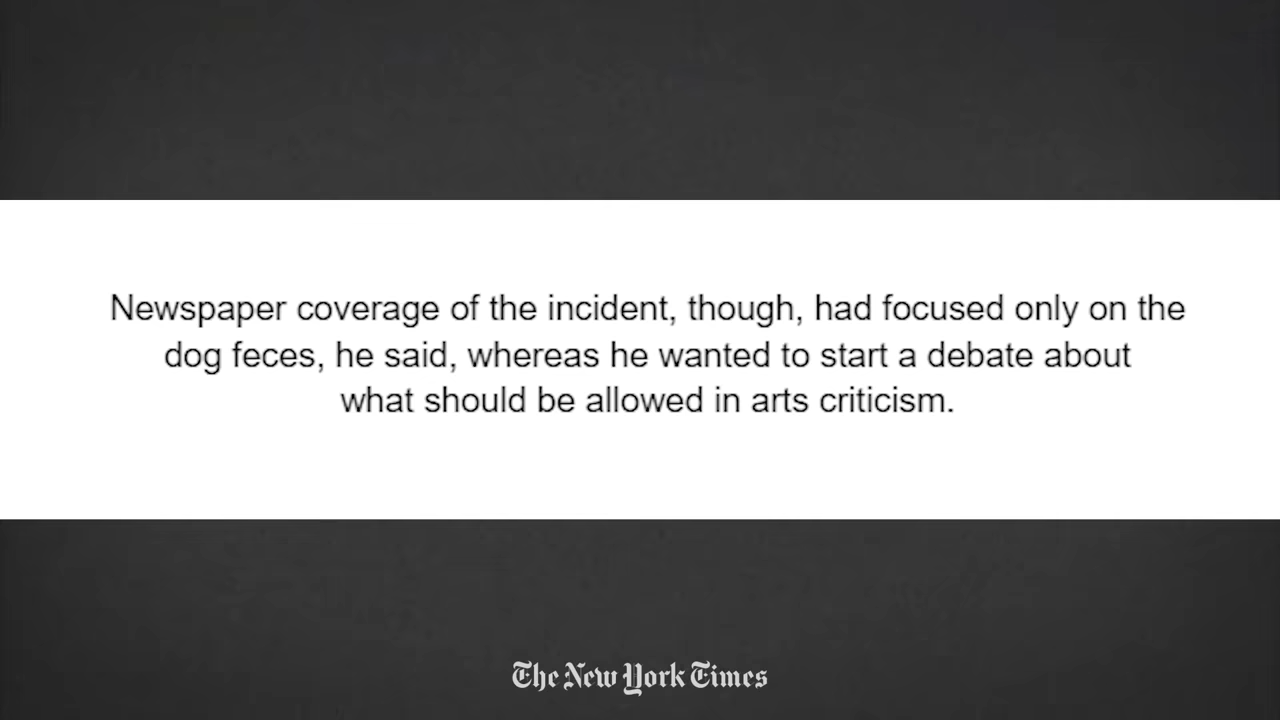 Newspaper coverage of the incident, though, had focused only on the
dog feces, he said, whereas he wanted to start a debate about
what should be allowed in arts criticism.
The New York Times